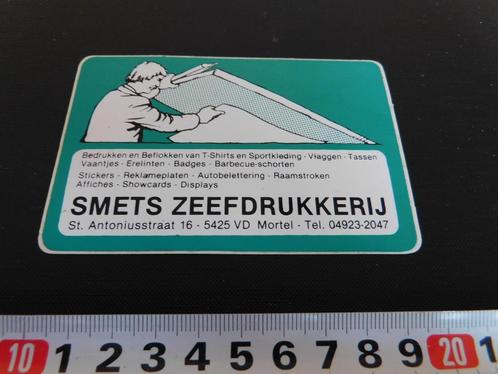 Bedrukken en Beflokken van T-Shirts en Sportkleding - Vlaggen - Tassen
Vaantjes - Erelinten - Badges - Barbecue-schorten
Stickers - Reklameplaten - Autobelettering - Raamstroken
Affiches - Showcards - Displays
SMETS ZEEFDRUKKERIJ
St. Antoniusstraat 16 - 5425 VD Mortel - Tel. 04923-2047
10 1 2 3 4 5 6 7 8 9 20 1